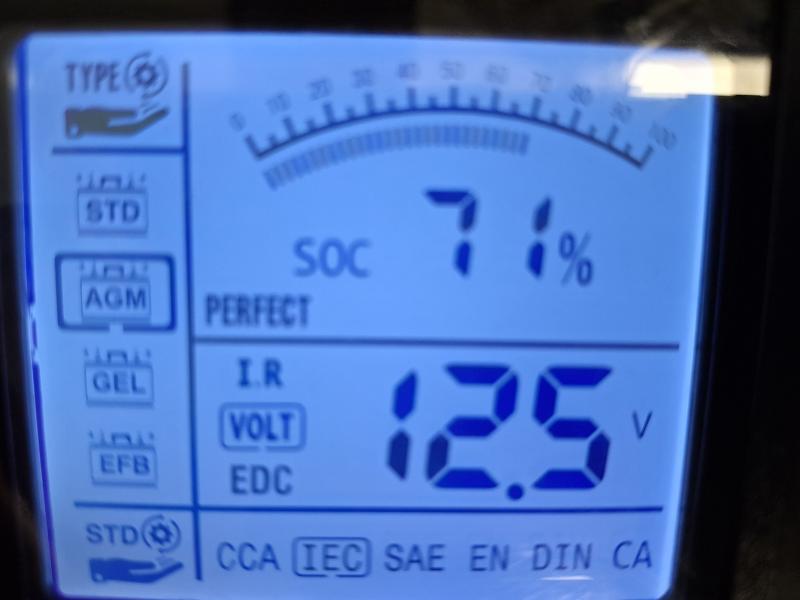 TYPE
0 10 20 30 40 50 60 70 80 90 100
STD
SOC 71%
AGM
PERFECT
GEL
I.R
VOLT 12.5 V
EFB
EDC
STD
CCA IEC SAE EN DIN CA